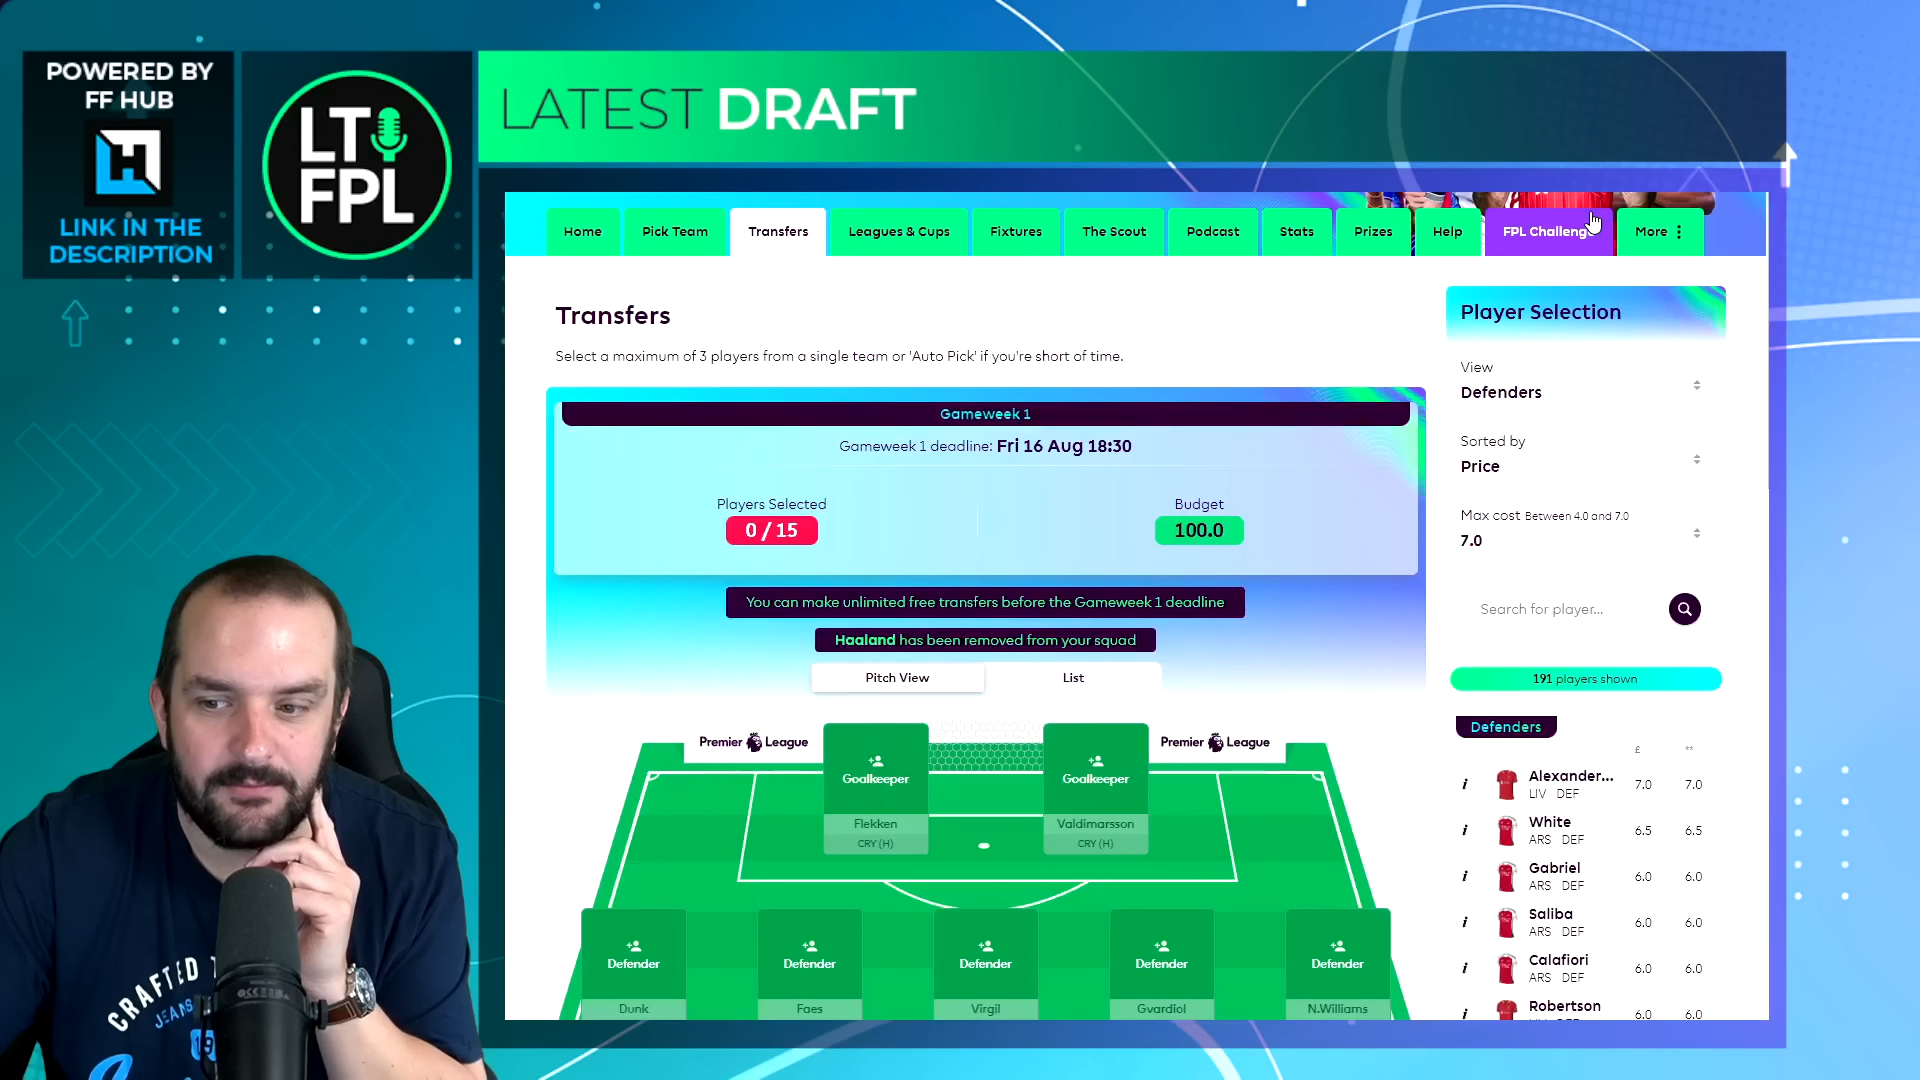 POWERED BY
FF HUB
LINK IN THE
DESCRIPTION
LT
FPL
LATEST DRAFT
Home
Pick Team
Transfers
Leagues & Cups
Fixtures
The Scout
Podcast
Stats
Prizes
Help
FPL Challenge
More
Transfers
Select a maximum of 3 players from a single team or 'Auto Pick' if you're short of time.
Gameweek 1
Gameweek 1 deadline: Fri 16 Aug 18:30
Players Selected
0 / 15
Budget
100.0
You can make unlimited free transfers before the Gameweek 1 deadline
Haaland has been removed from your squad
Pitch View
List
Premier League
Premier League
Goalkeeper
Flekken
CRY (H)
Goalkeeper
Valdimarsson
CRY (H)
Defender
Dunk
Defender
Faes
Defender
Virgil
Defender
Gvardiol
Defender
N.Williams
Player Selection
View
Defenders
Sorted by
Price
Max cost Between 4.0 and 7.0
7.0
Search for player...
191 players shown
Defenders
£ **
i Alexander... 7.0 7.0
LIV DEF
i White 6.5 6.5
ARS DEF
i Gabriel 6.0 6.0
ARS DEF
i Saliba 6.0 6.0
ARS DEF
i Calafiori 6.0 6.0
ARS DEF
i Robertson 6.0 6.0
CRAFTED
JEANS